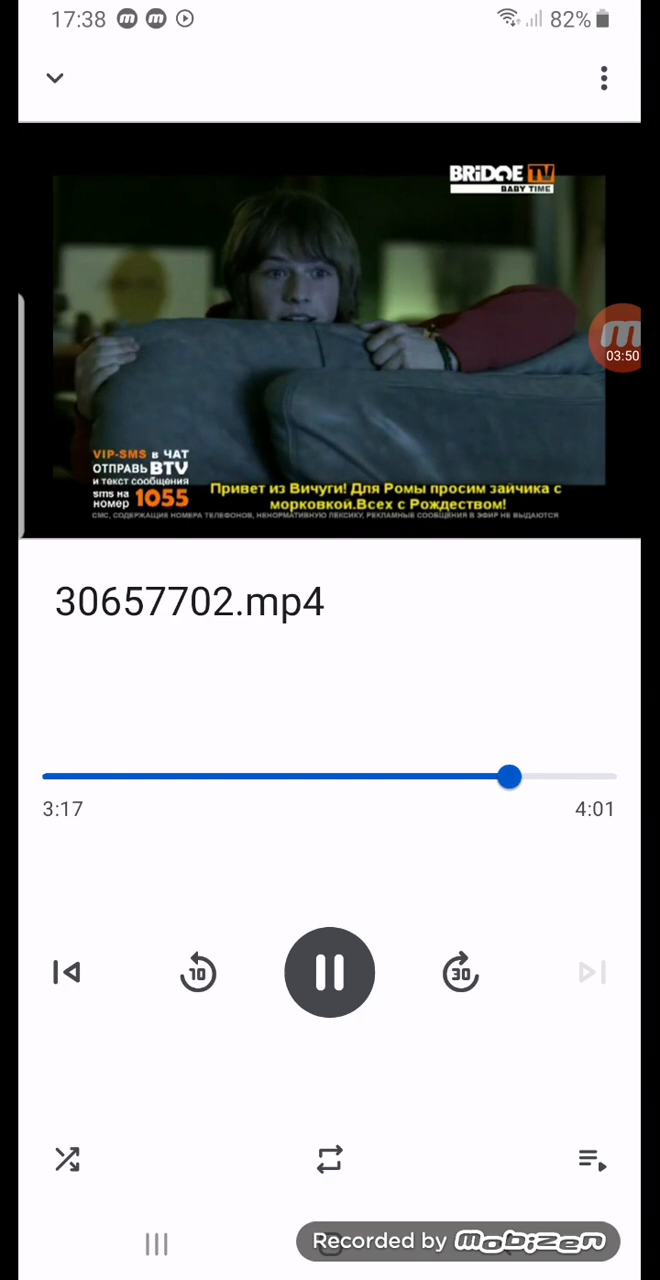 17:38
82%
BRiDGE TV
BABY TIME
03:50
VIP-SMS в ЧАТ
ОТПРАВЬ BTV
и текст сообщения
sms на
номер 1055
Привет из Вичуги! Для Ромы просим зайчика с
морковкой.Всех с Рождеством!
СМС, СОДЕРЖАЩИЕ НОМЕРА ТЕЛЕФОНОВ, НЕНОРМАТИВНУЮ ЛЕКСИКУ, РЕКЛАМНЫЕ СООБЩЕНИЯ В ЭФИР НЕ ВЫДАЮТСЯ
30657702.mp4
3:17
4:01
10
30
Recorded by mobizen